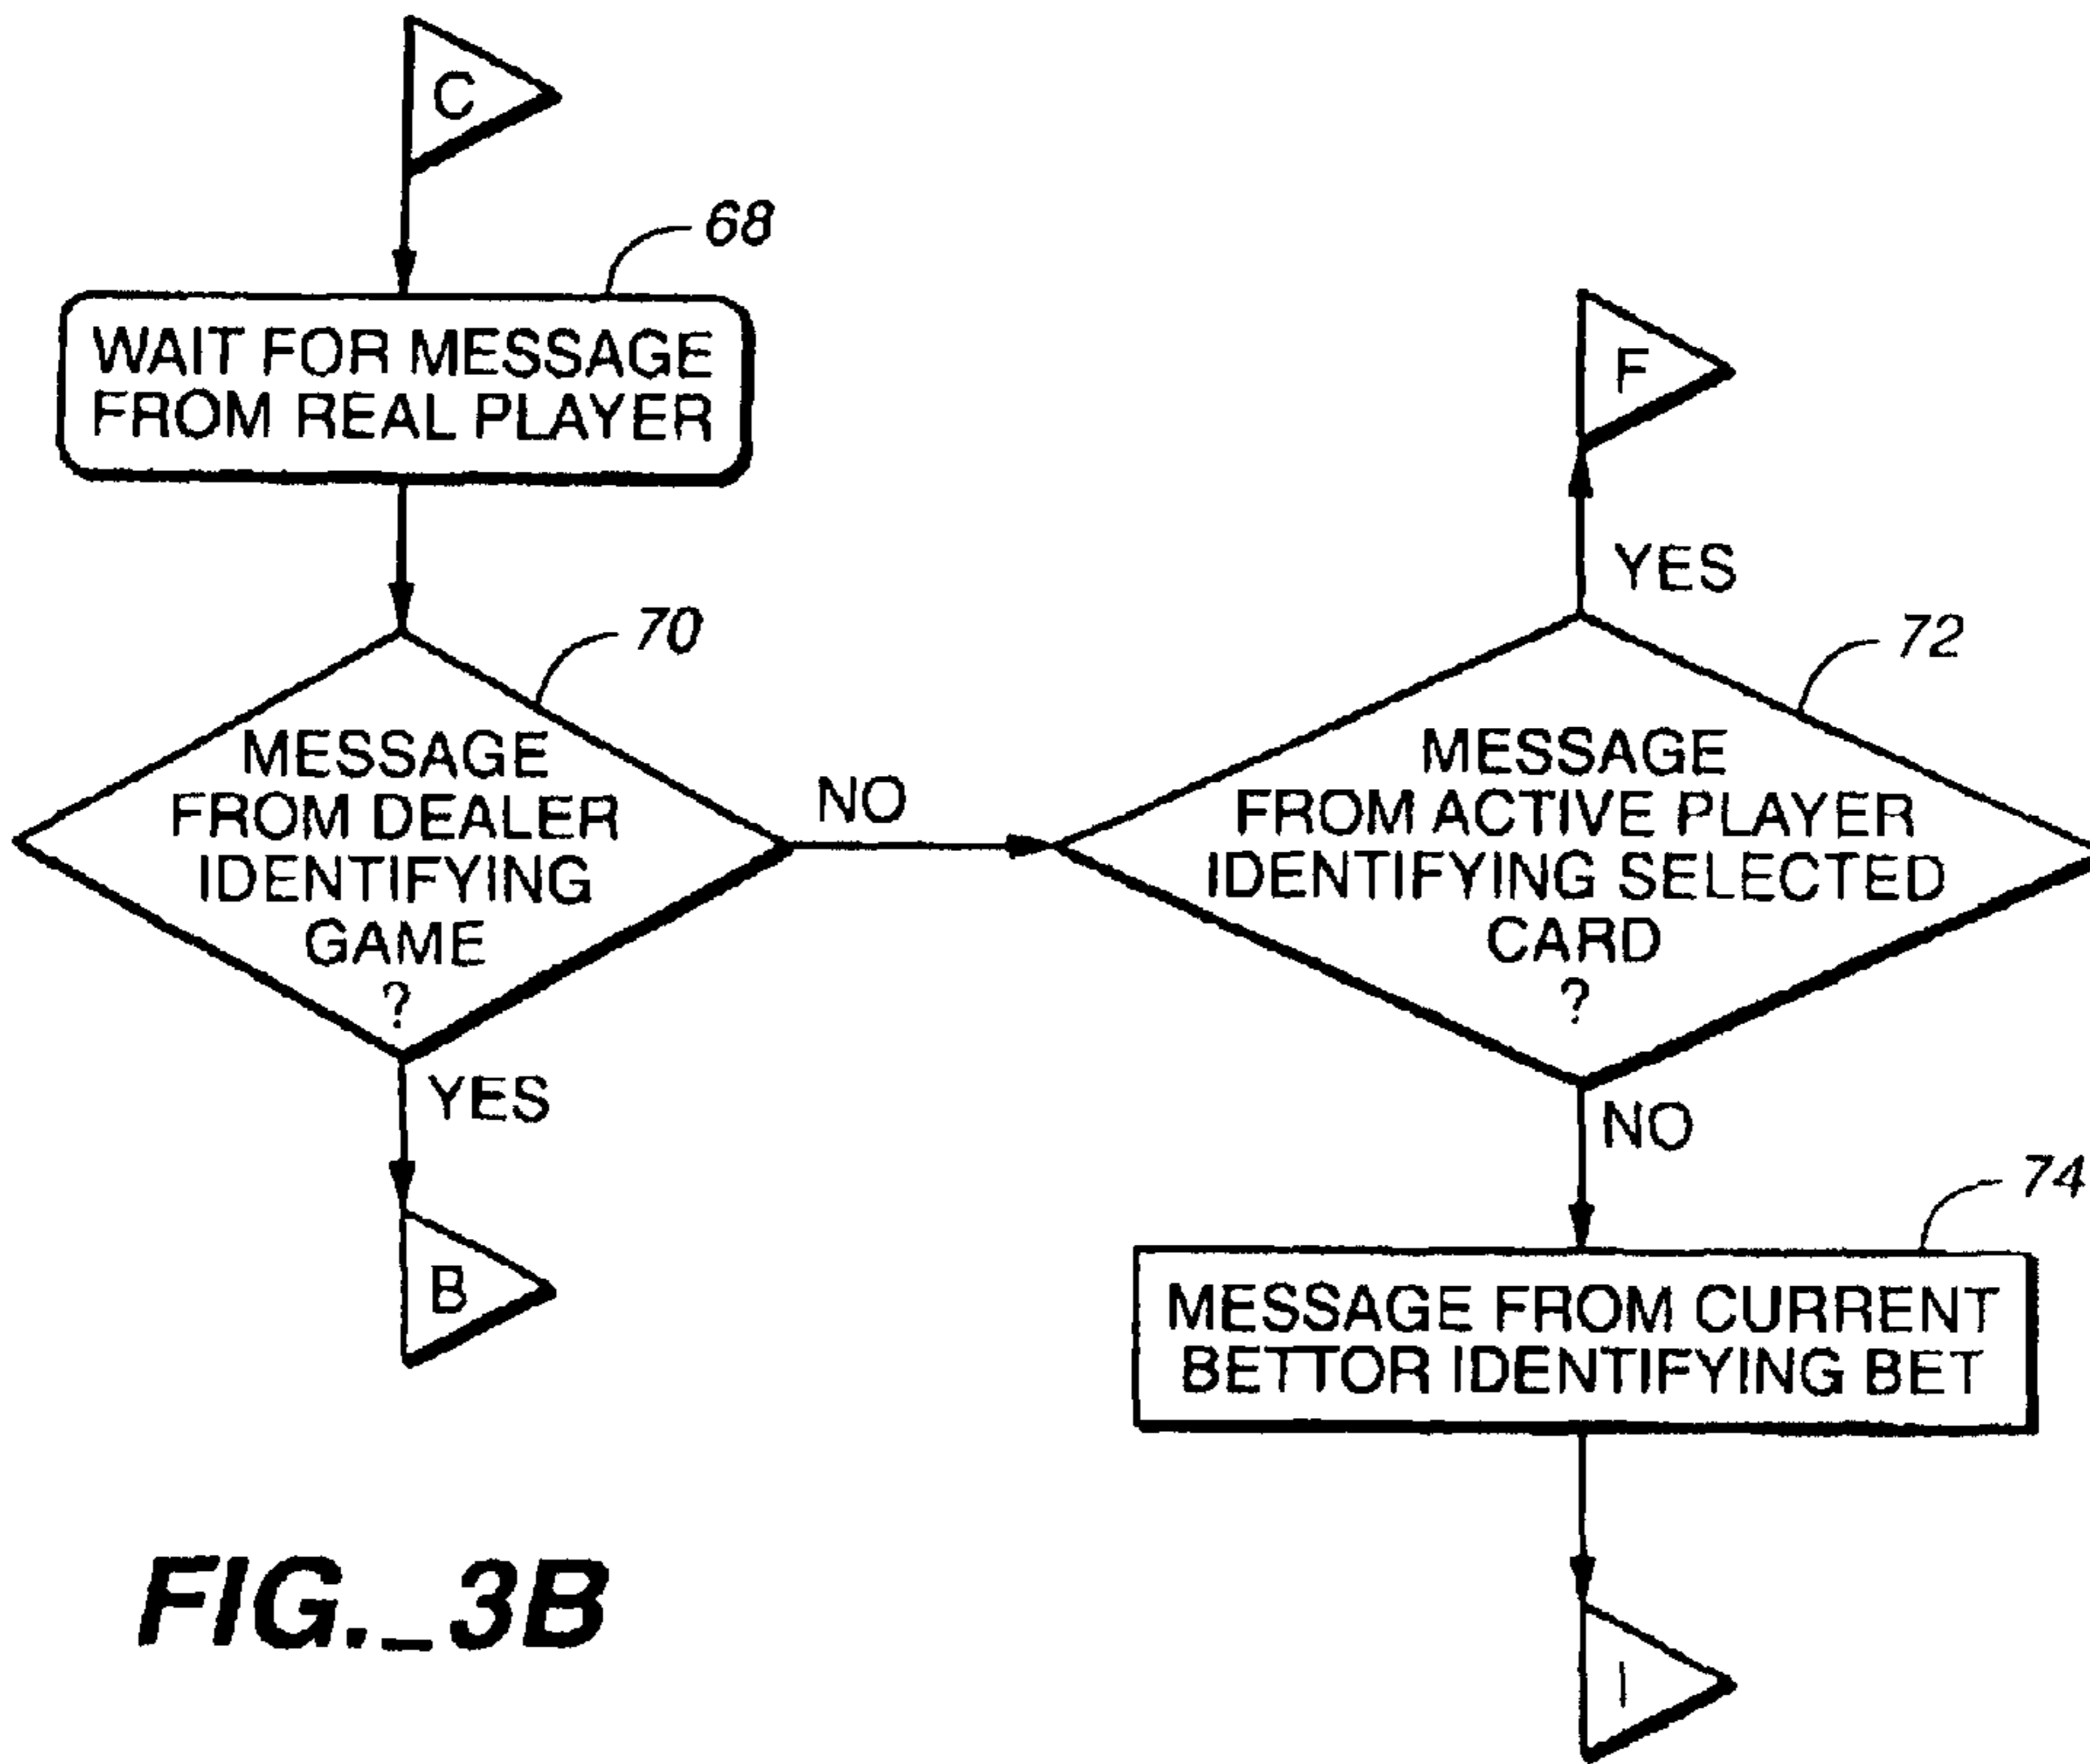 C
68
WAIT FOR MESSAGE
FROM REAL PLAYER
70
MESSAGE
FROM DEALER
IDENTIFYING
GAME
?
NO
YES
B
F
YES
72
MESSAGE
FROM ACTIVE PLAYER
IDENTIFYING SELECTED
CARD
?
NO
74
MESSAGE FROM CURRENT
BETTOR IDENTIFYING BET
I
FIG._3B